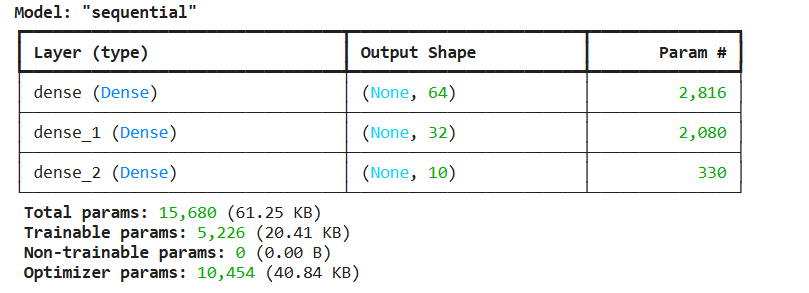 Model: "sequential"
Layer (type) Output Shape Param #
dense (Dense) (None, 64) 2,816
dense_1 (Dense) (None, 32) 2,080
dense_2 (Dense) (None, 10) 330
Total params: 15,680 (61.25 KB)
Trainable params: 5,226 (20.41 KB)
Non-trainable params: 0 (0.00 B)
Optimizer params: 10,454 (40.84 KB)